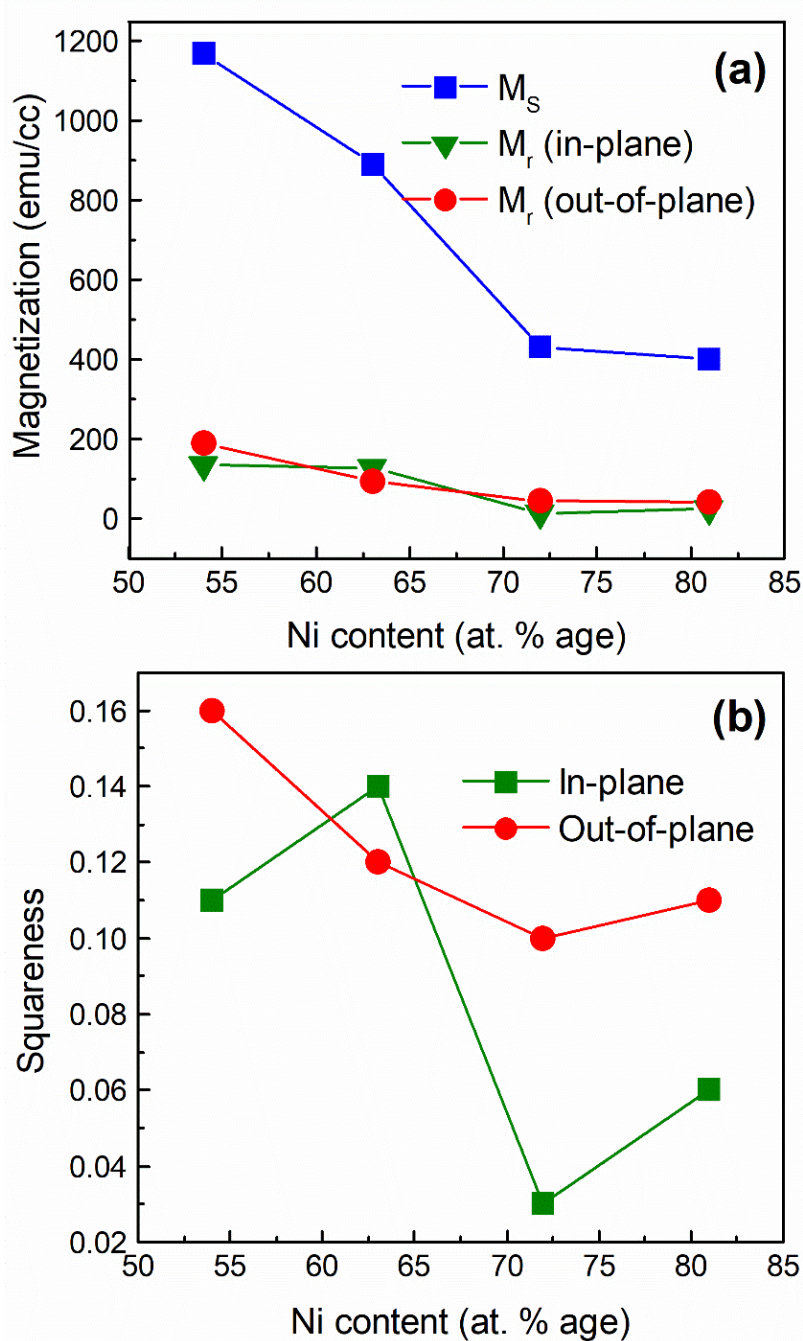 (a)
M_S
M_r (in-plane)
M_r (out-of-plane)
Magnetization (emu/cc)
1200
1000
800
600
400
200
0
50 55 60 65 70 75 80 85
Ni content (at. % age)
(b)
In-plane
Out-of-plane
Squareness
0.16
0.14
0.12
0.10
0.08
0.06
0.04
0.02
50 55 60 65 70 75 80 85
Ni content (at. % age)